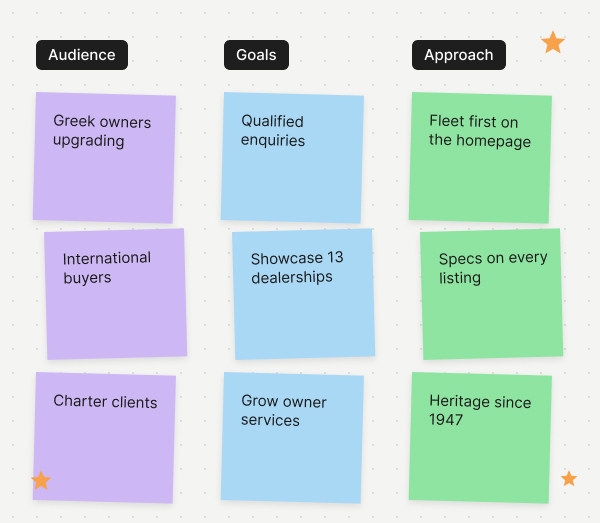 Audience
Greek owners
upgrading
International
buyers
Charter clients
Goals
Qualified
enquiries
Showcase 13
dealerships
Grow owner
services
Approach
Fleet first on
the homepage
Specs on every
listing
Heritage since
1947